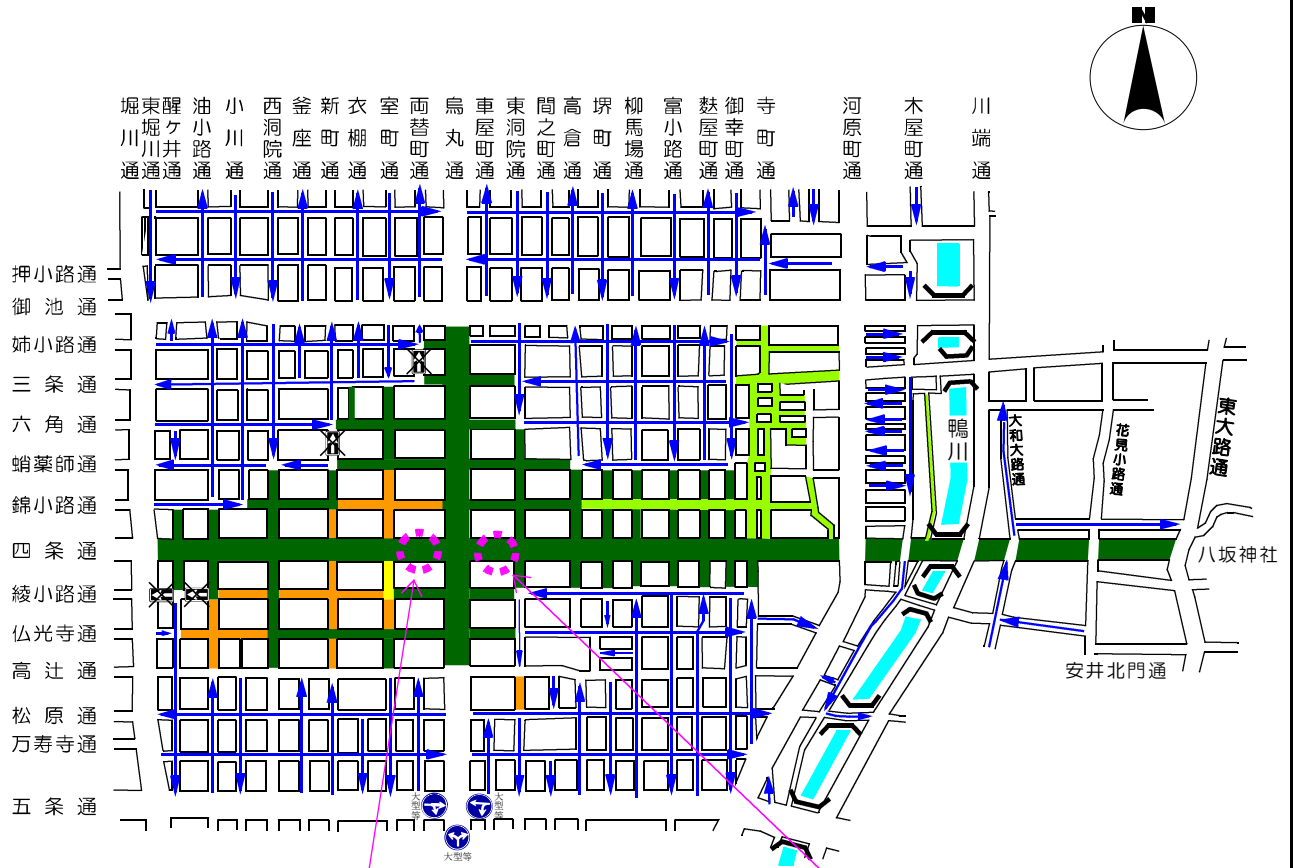 N
堀川通
東堀川通
醒ヶ井通
油小路通
小川通
西洞院通
釜座通
新町通
衣棚通
室町通
両替町通
烏丸通
車屋町通
東洞院通
間之町通
高倉通
堺町通
柳馬場通
富小路通
麩屋町通
御幸町通
寺町通
河原町通
木屋町通
川端通
押小路通
御池通
姉小路通
三条通
六角通
蛸薬師通
錦小路通
四条通
綾小路通
仏光寺通
高辻通
松原通
万寿寺通
五条通
鴨川
大和大路通
花見小路通
東大路通
八坂神社
安井北門通
大型等
大型等
大型等